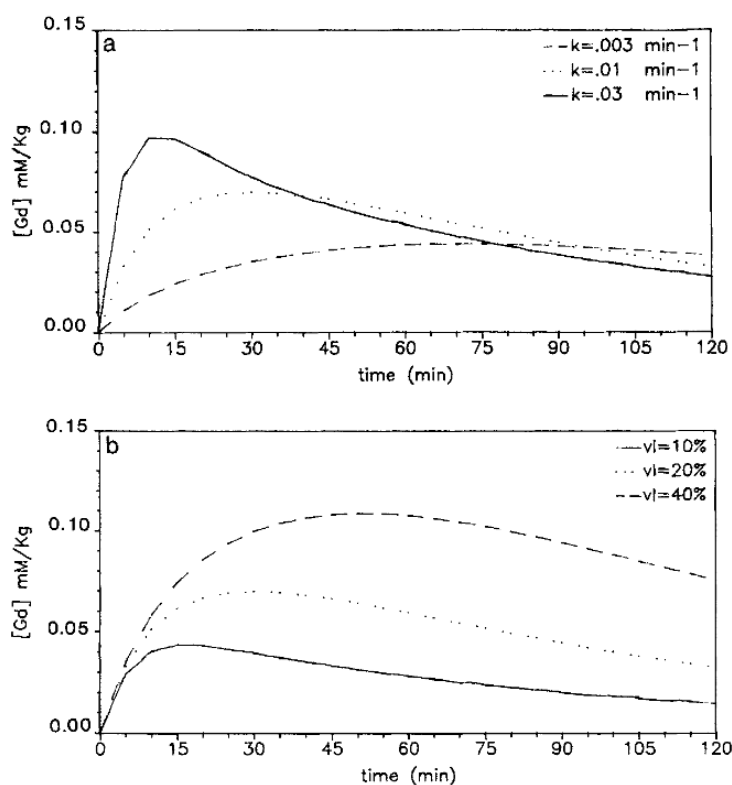 a
0.15
0.10
0.05
0.00
[Gd] mM/Kg
k=.003 min-1
k=.01 min-1
k=.03 min-1
0 15 30 45 60 75 90 105 120
time (min)
b
0.15
0.10
0.05
0.00
[Gd] mM/Kg
vl=10%
vl=20%
vl=40%
0 15 30 45 60 75 90 105 120
time (min)